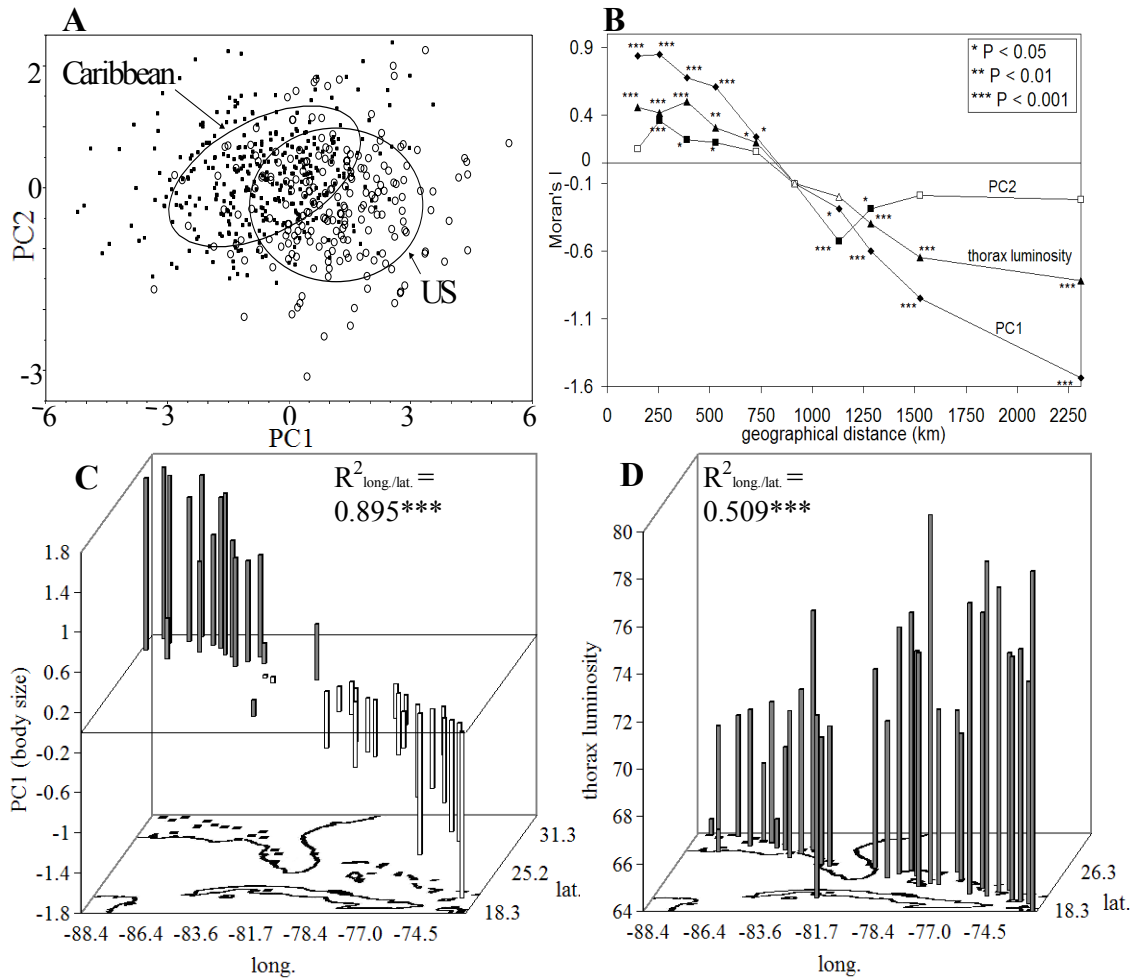 A
2
0
-3
PC2
Caribbean
US
-6 -3 0 3 6
PC1
B
* P < 0.05
** P < 0.01
*** P < 0.001
0.9
0.4
0
-0.1
-0.6
-1.1
-1.6
Moran's I
*** *** *** ***
*** *** *** ** * *
*** * *
PC2
* *** * ***
*** ***
thorax luminosity
***
***
PC1
***
0 250 500 750 1000 1250 1500 1750 2000 2250
geographical distance (km)
C
R2 long./lat. =
0.895***
1.8
1.4
1
0.6
0.2
-0.2
-0.6
-1
-1.4
-1.8
PC1 (body size)
31.3
25.2
18.3
lat.
-88.4 -86.4 -83.6 -81.7 -78.4 -77.0 -74.5
long.
D
R2 long./lat. =
0.509***
80
78
76
74
72
70
68
66
64
thorax luminosity
26.3
18.3
lat.
-88.4 -86.4 -83.6 -81.7 -78.4 -77.0 -74.5
long.